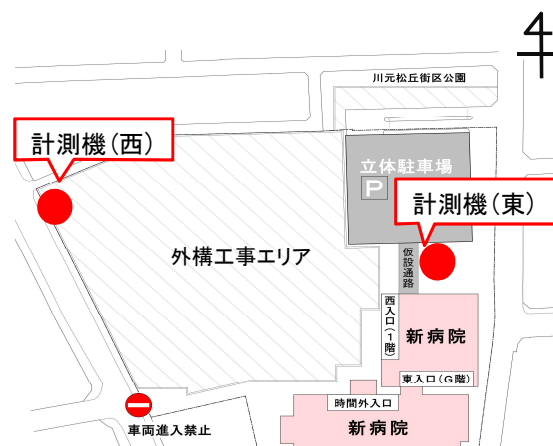 川元松丘街区公園
計測機(西)
立体駐車場
P
計測機(東)
外構工事エリア
仮設通路
西入口(1階)
新病院
東入口(G階)
時間外入口
車両進入禁止
新病院